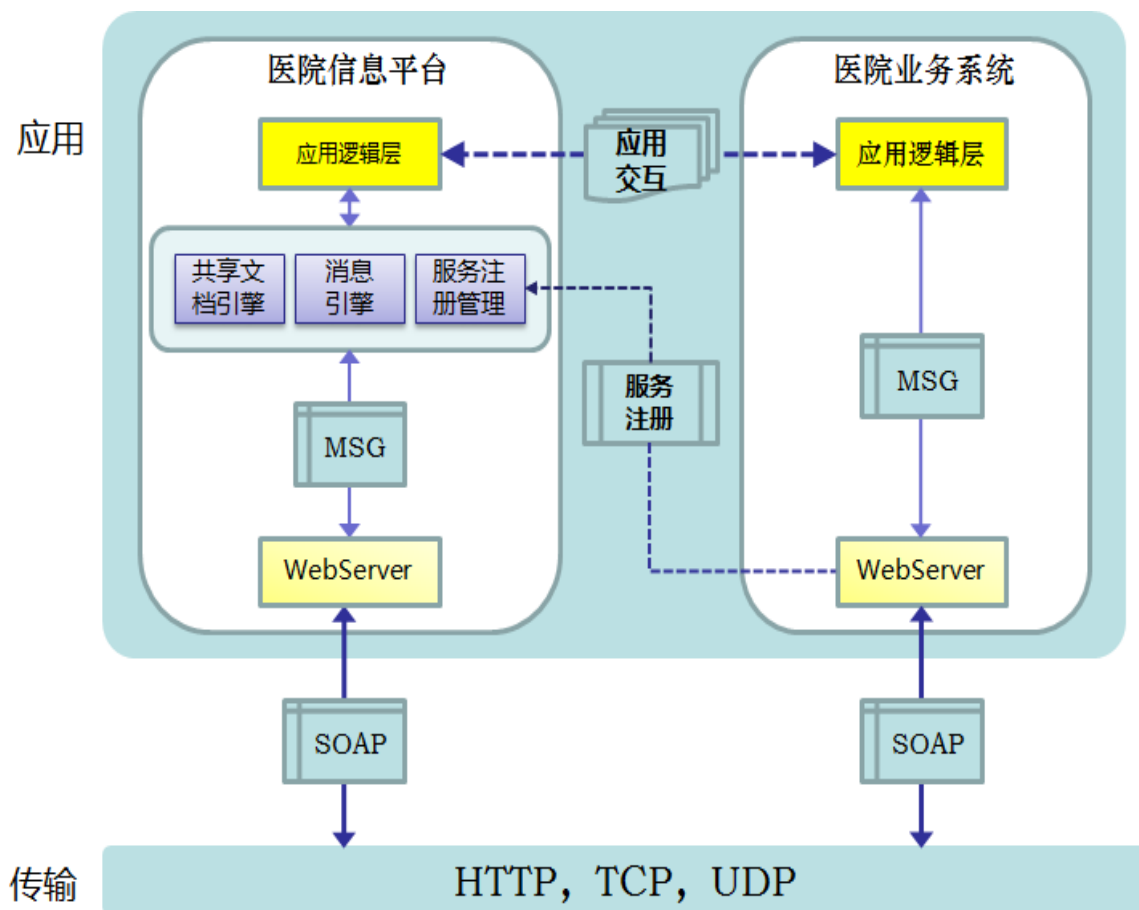 医院信息平台
医院业务系统
应用
应用逻辑层
应用
交互
应用逻辑层
共享文
档引擎
消息
引擎
服务注
册管理
MSG
服务
注册
MSG
WebServer
WebServer
SOAP
SOAP
传输
HTTP，TCP，UDP